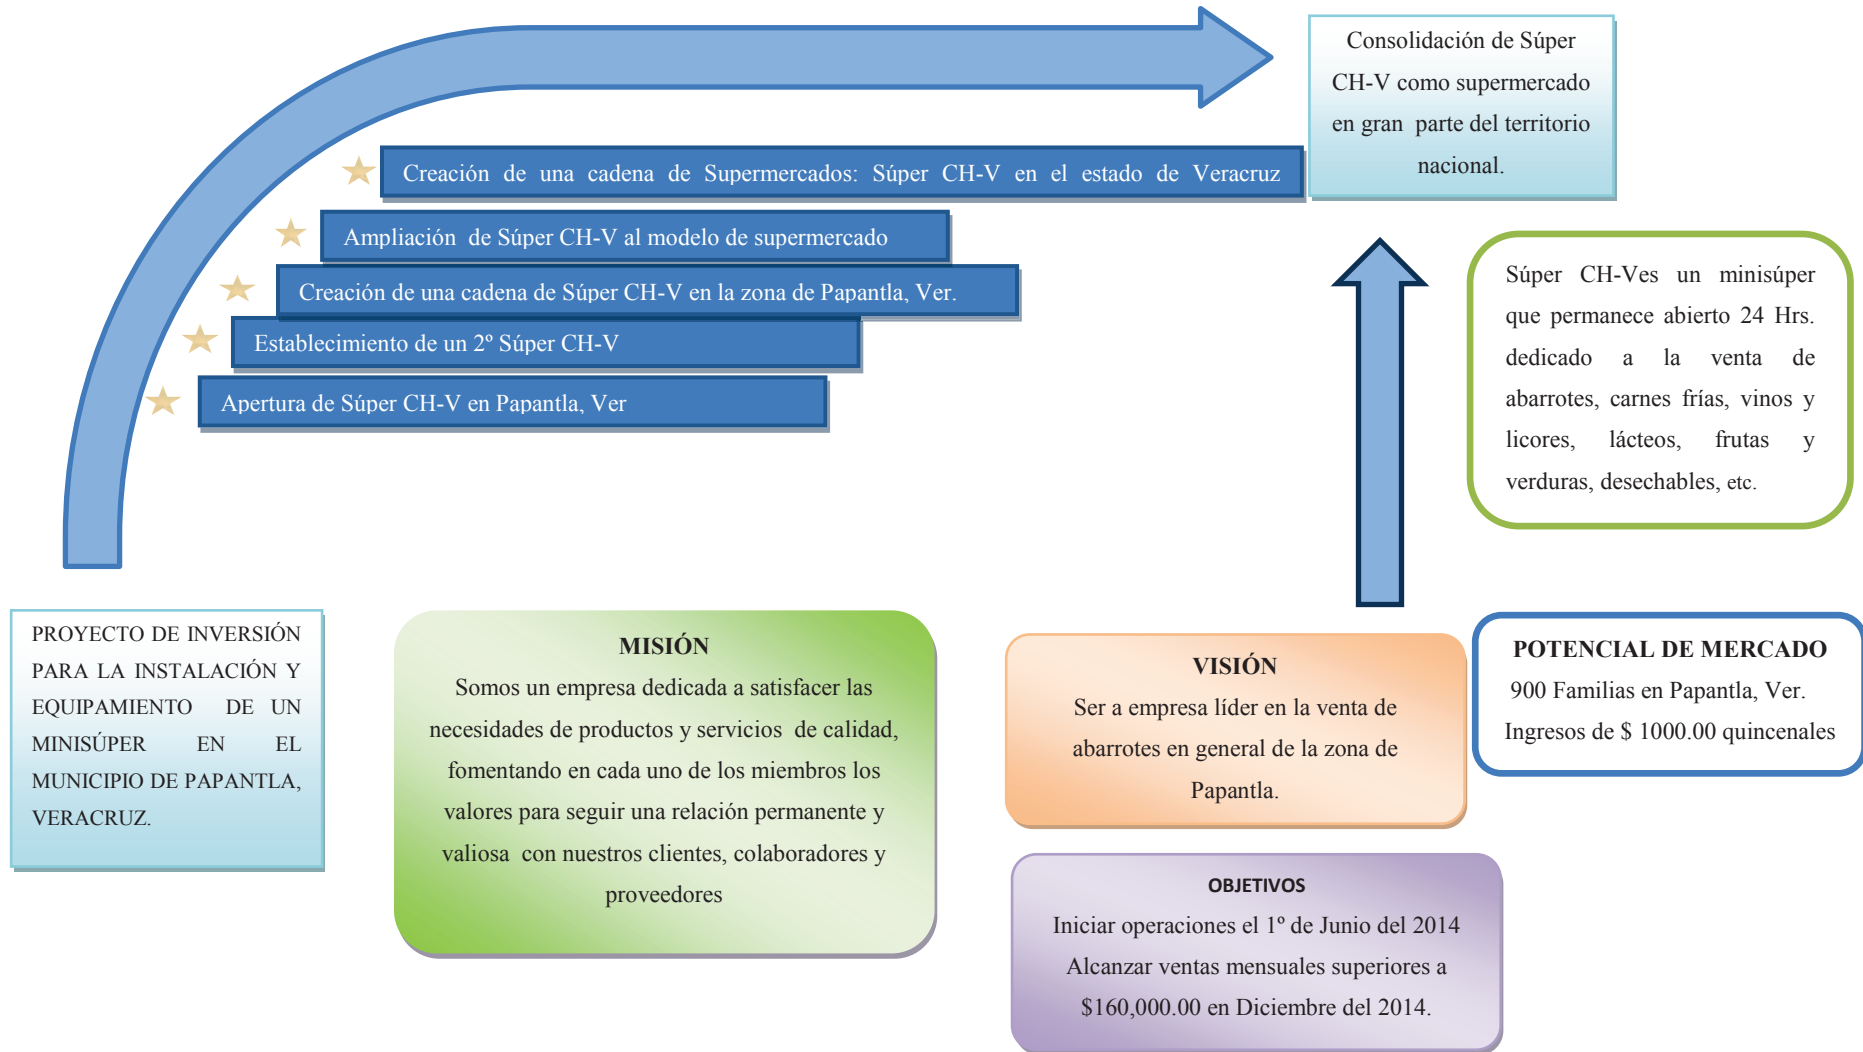 Consolidación de Súper
CH-V como supermercado
en gran parte del territorio
nacional.
Creación de una cadena de Supermercados: Súper CH-V en el estado de Veracruz
Ampliación de Súper CH-V al modelo de supermercado
Creación de una cadena de Súper CH-V en la zona de Papantla, Ver.
Establecimiento de un 2º Súper CH-V
Apertura de Súper CH-V en Papantla, Ver
Súper CH-Ves un minisúper
que permanece abierto 24 Hrs.
dedicado a la venta de
abarrotes, carnes frías, vinos y
licores, lácteos, frutas y
verduras, desechables, etc.
PROYECTO DE INVERSIÓN
PARA LA INSTALACIÓN Y
EQUIPAMIENTO DE UN
MINISÚPER EN EL
MUNICIPIO DE PAPANTLA,
VERACRUZ.
MISIÓN
Somos un empresa dedicada a satisfacer las
necesidades de productos y servicios de calidad,
fomentando en cada uno de los miembros los
valores para seguir una relación permanente y
valiosa con nuestros clientes, colaboradores y
proveedores
VISIÓN
Ser a empresa líder en la venta de
abarrotes en general de la zona de
Papantla.
POTENCIAL DE MERCADO
900 Familias en Papantla, Ver.
Ingresos de $ 1000.00 quincenales
OBJETIVOS
Iniciar operaciones el 1º de Junio del 2014
Alcanzar ventas mensuales superiores a
$160,000.00 en Diciembre del 2014.